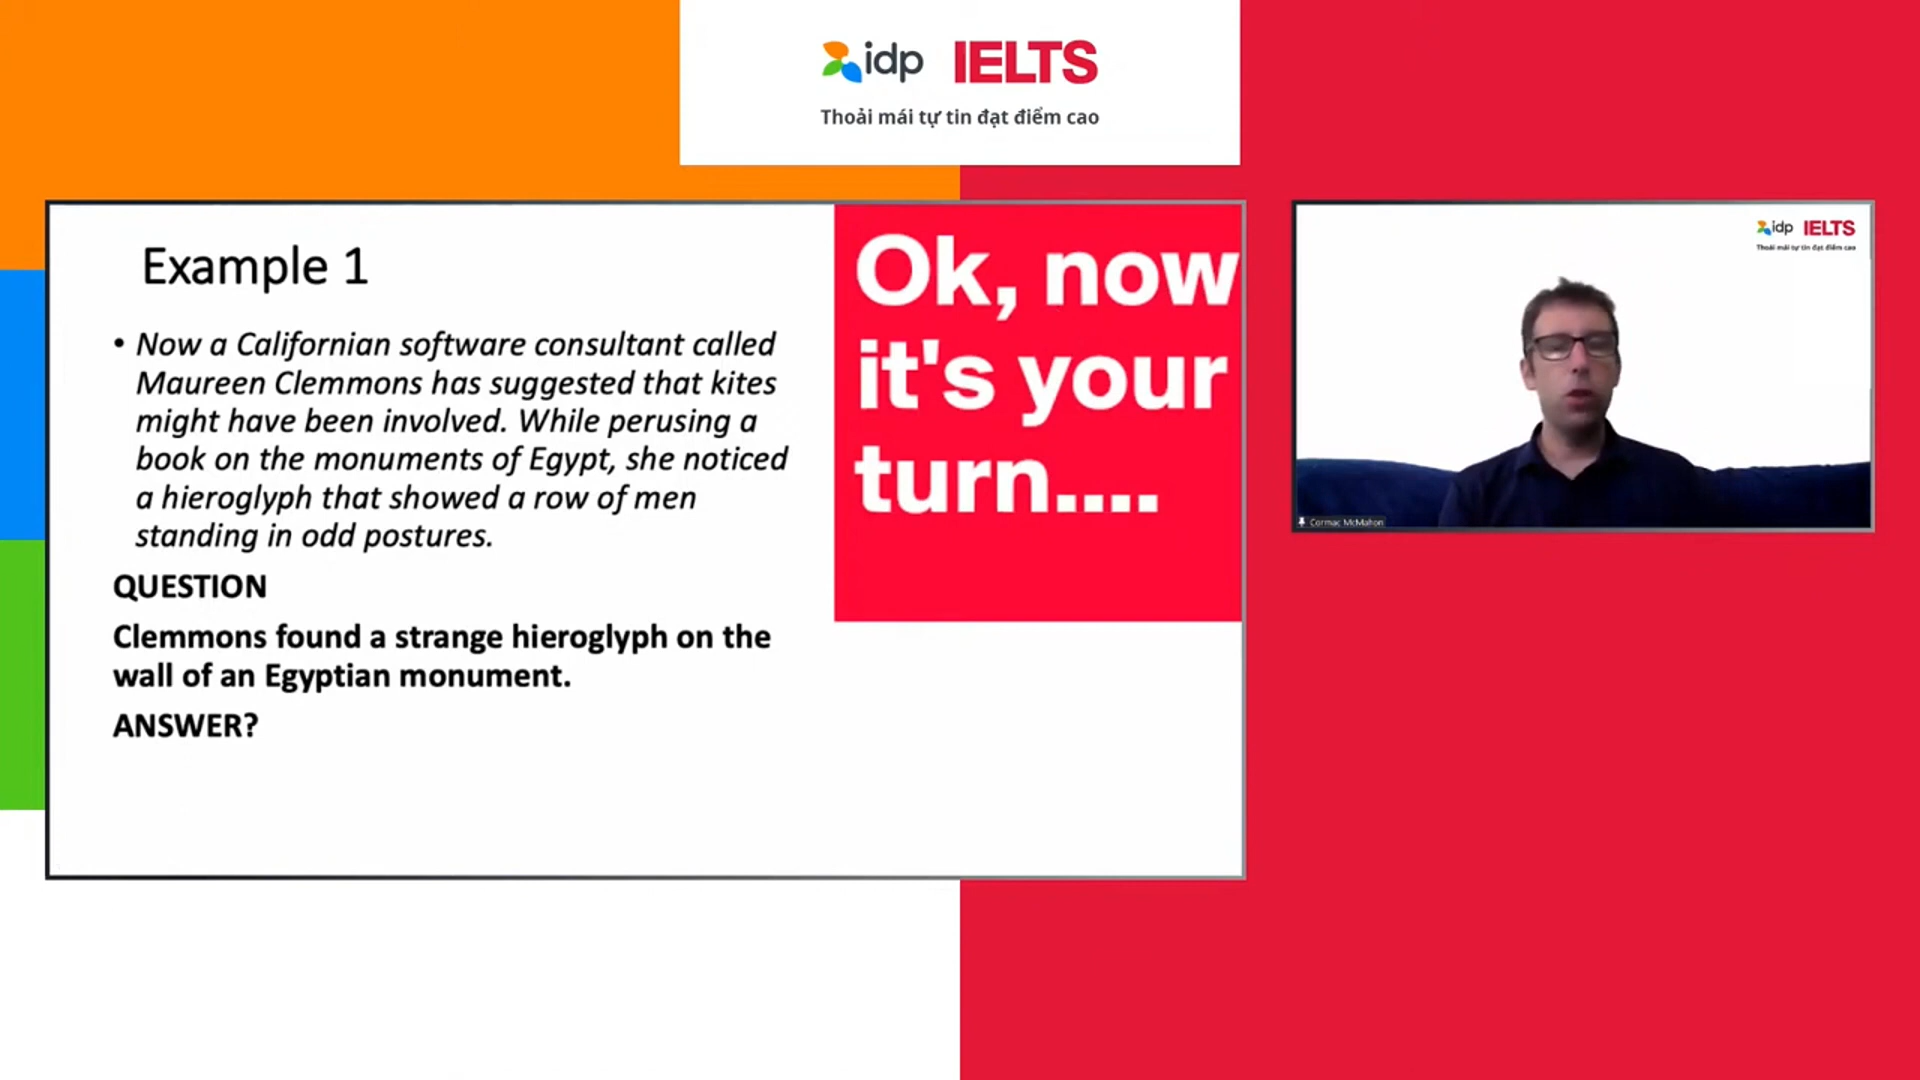 idp IELTS
Thoải mái tự tin đạt điểm cao
Example 1
• Now a Californian software consultant called
Maureen Clemmons has suggested that kites
might have been involved. While perusing a
book on the monuments of Egypt, she noticed
a hieroglyph that showed a row of men
standing in odd postures.
QUESTION
Clemmons found a strange hieroglyph on the
wall of an Egyptian monument.
ANSWER?
Ok, now
it's your
turn....
idp IELTS
Thoải mái tự tin đạt điểm cao
Cormac McMahon